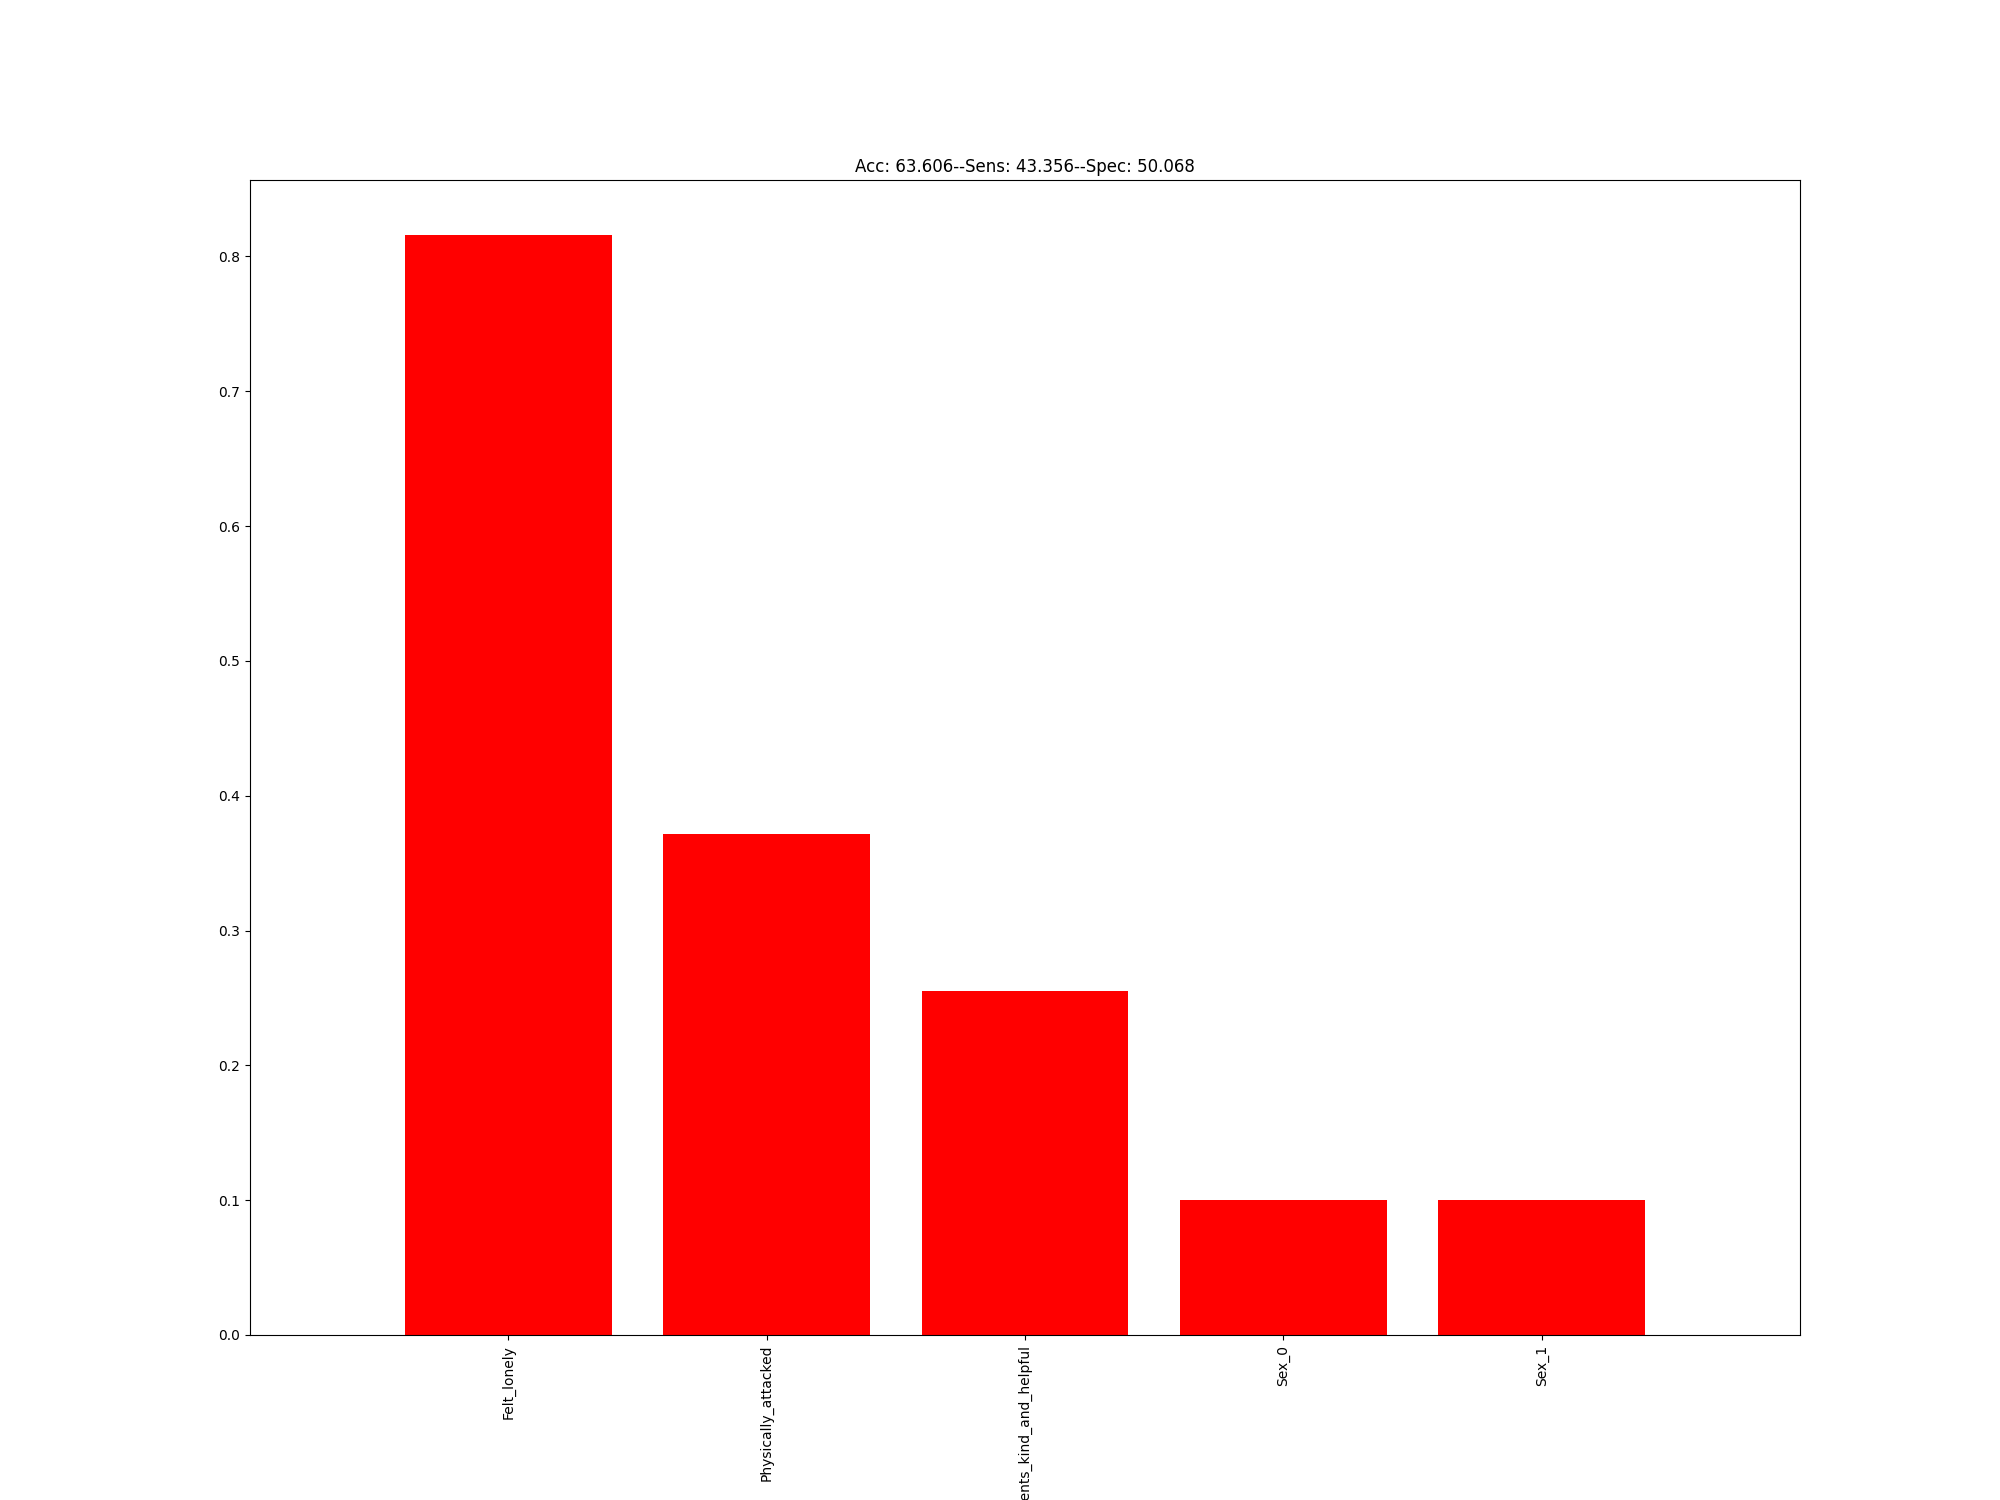 Acc: 63.606--Sens: 43.356--Spec: 50.068
0.8
0.7
0.6
0.5
0.4
0.3
0.2
0.1
0.0
Felt_lonely
Physically_attacked
ents_kind_and_helpful
Sex_0
Sex_1